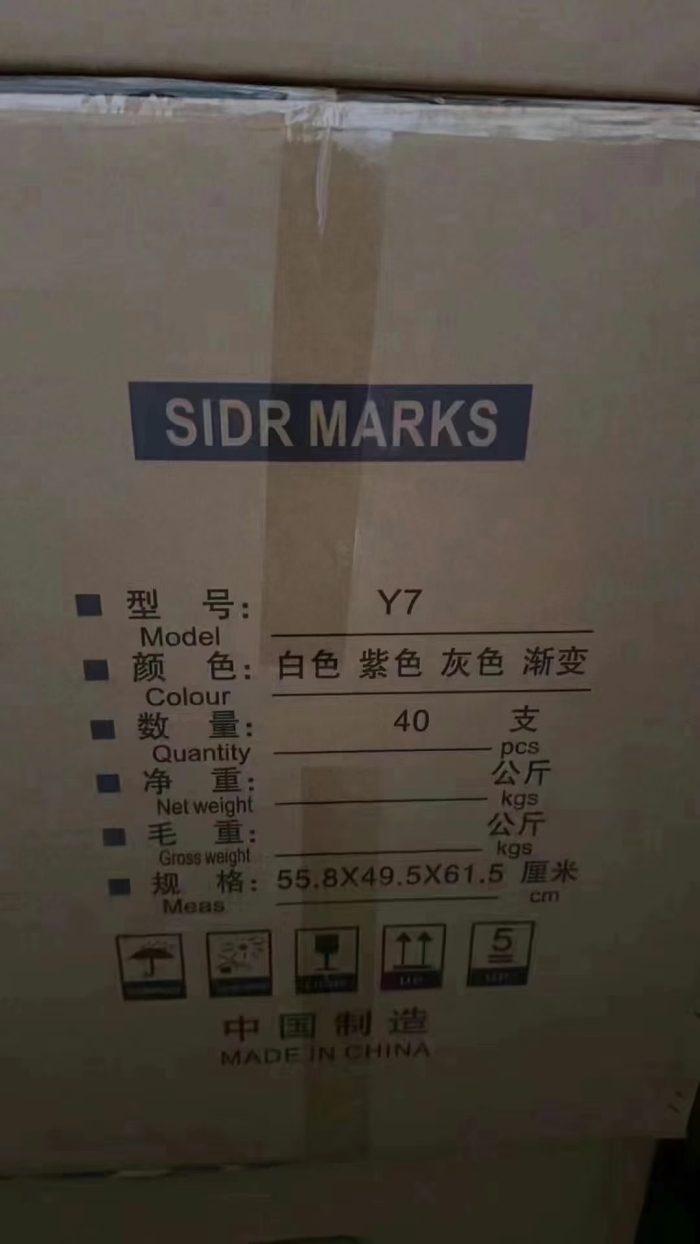 SIDR MARKS
型 号: Y7
Model
颜 色: 白色 紫色 灰色 渐变
Colour
数 量: 40 支
Quantity pcs
净 重: 公斤
Net weight kgs
毛 重: 公斤
Gross weight kgs
规 格: 55.8X49.5X61.5 厘米
Meas cm
UP 5
中 国 制 造
MADE IN CHINA